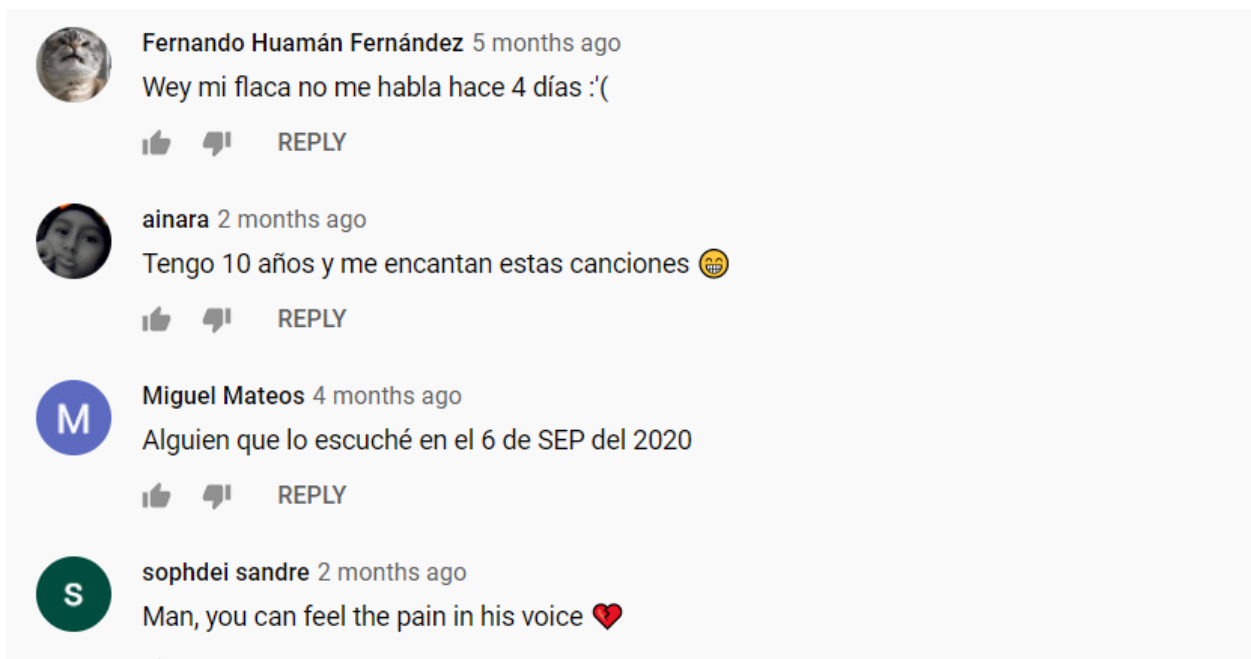 Fernando Huamán Fernández 5 months ago
Wey mi flaca no me habla hace 4 días :'(
REPLY
ainara 2 months ago
Tengo 10 años y me encantan estas canciones 😁
REPLY
M
Miguel Mateos 4 months ago
Alguien que lo escuché en el 6 de SEP del 2020
REPLY
S
sophdei sandre 2 months ago
Man, you can feel the pain in his voice 💔